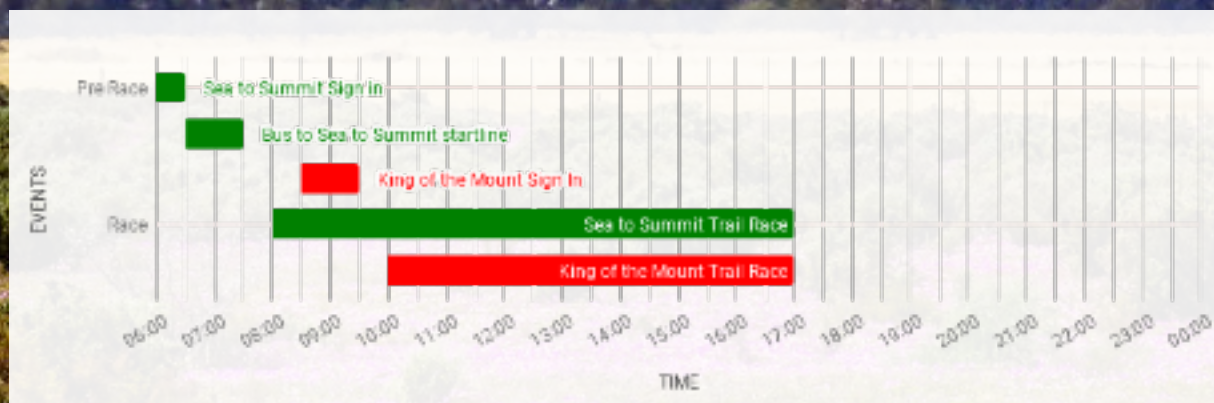 Pre Race
Sea to Summit Sign in
Bus to Sea to Summit startline
King of the Mount Sign In
EVENTS
Race
Sea to Summit Trail Race
King of the Mount Trail Race
06:00 07:00 08:00 09:00 10:00 11:00 12:00 13:00 14:00 15:00 16:00 17:00 18:00 19:00 20:00 21:00 22:00 23:00 00:00
TIME